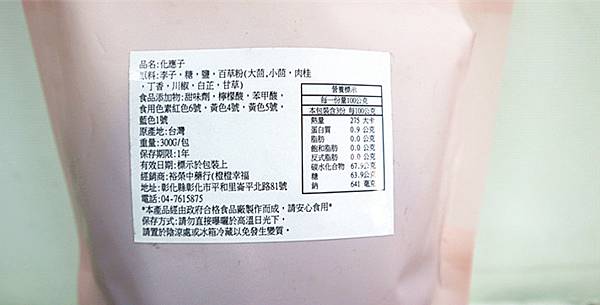 品名:化應子
原料:李子，糖，鹽，百草粉(大茴,小茴，肉桂
，丁香，川椒，白芷，甘草)
食品添加物:甜味劑，檸檬酸，苯甲酸，
食用色素紅色6號，黃色4號，黃色5號，
藍色1號
原產地:台灣
重量:300G/包
保存期限:1年
有效日期:標示於包裝上
經銷商:裕榮中藥行(橙橙幸福
地址:彰化縣彰化市平和里崙平北路81號
電話:04-7615875
*本產品經由政府合格食品廠製作而成，請安心食用*
保存方式:請勿直接曝曬於高溫日光下，
請置於陰涼處或冰箱冷藏以免發生變質。
營養標示
每一份量100公克
本包裝含3份 每100公克
熱量 275 大卡
蛋白質 0.9 公克
脂肪 0.0 公克
飽和脂肪 0.0 公克
反式脂肪 0.0 公克
碳水化合物 67.9公克
糖 63.9公克
鈉 641 毫克